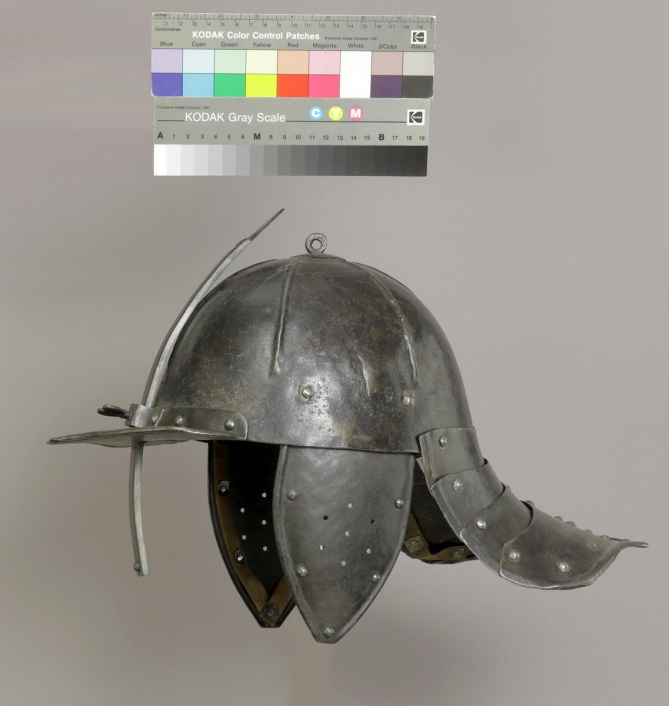 Centimetres
KODAK Color Control Patches
Blue Cyan Green Yellow Red Magenta White 3/Color Black
KODAK Gray Scale C Y M
A 1 2 3 4 5 6 M 8 9 10 11 12 13 14 15 B 17 18 19